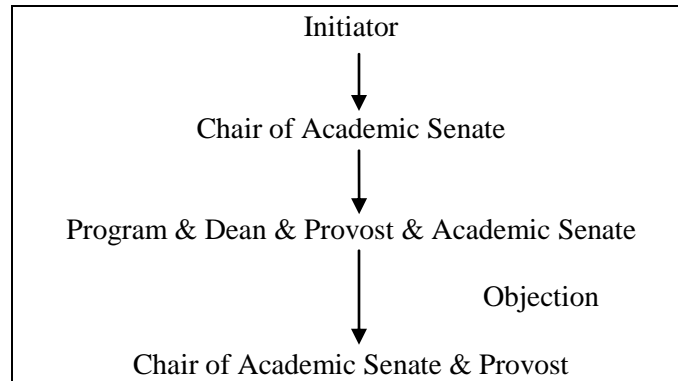 Initiator
Chair of Academic Senate
Program & Dean & Provost & Academic Senate
Objection
Chair of Academic Senate & Provost